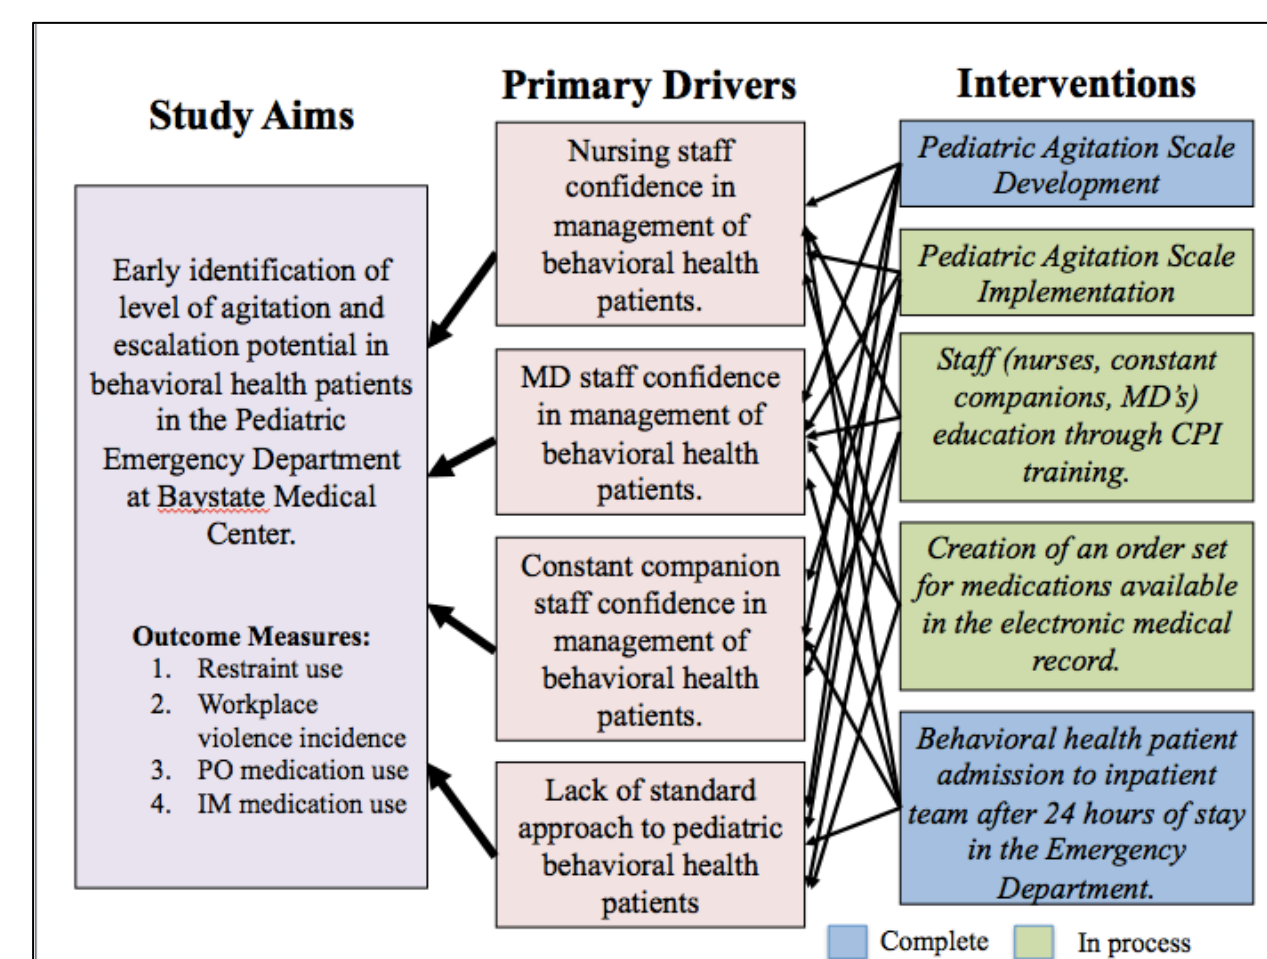 Study Aims
Early identification of
level of agitation and
escalation potential in
behavioral health patients
in the Pediatric
Emergency Department
at Baystate Medical
Center.
Outcome Measures:
1. Restraint use
2. Workplace
violence incidence
3. PO medication use
4. IM medication use
Primary Drivers
Nursing staff
confidence in
management of
behavioral health
patients.
MD staff confidence
in management of
behavioral health
patients.
Constant companion
staff confidence in
management of
behavioral health
patients.
Lack of standard
approach to pediatric
behavioral health
patients
Interventions
Pediatric Agitation Scale
Development
Pediatric Agitation Scale
Implementation
Staff (nurses, constant
companions, MD's)
education through CPI
training.
Creation of an order set
for medications available
in the electronic medical
record.
Behavioral health patient
admission to inpatient
team after 24 hours of stay
in the Emergency
Department.
Complete
In process